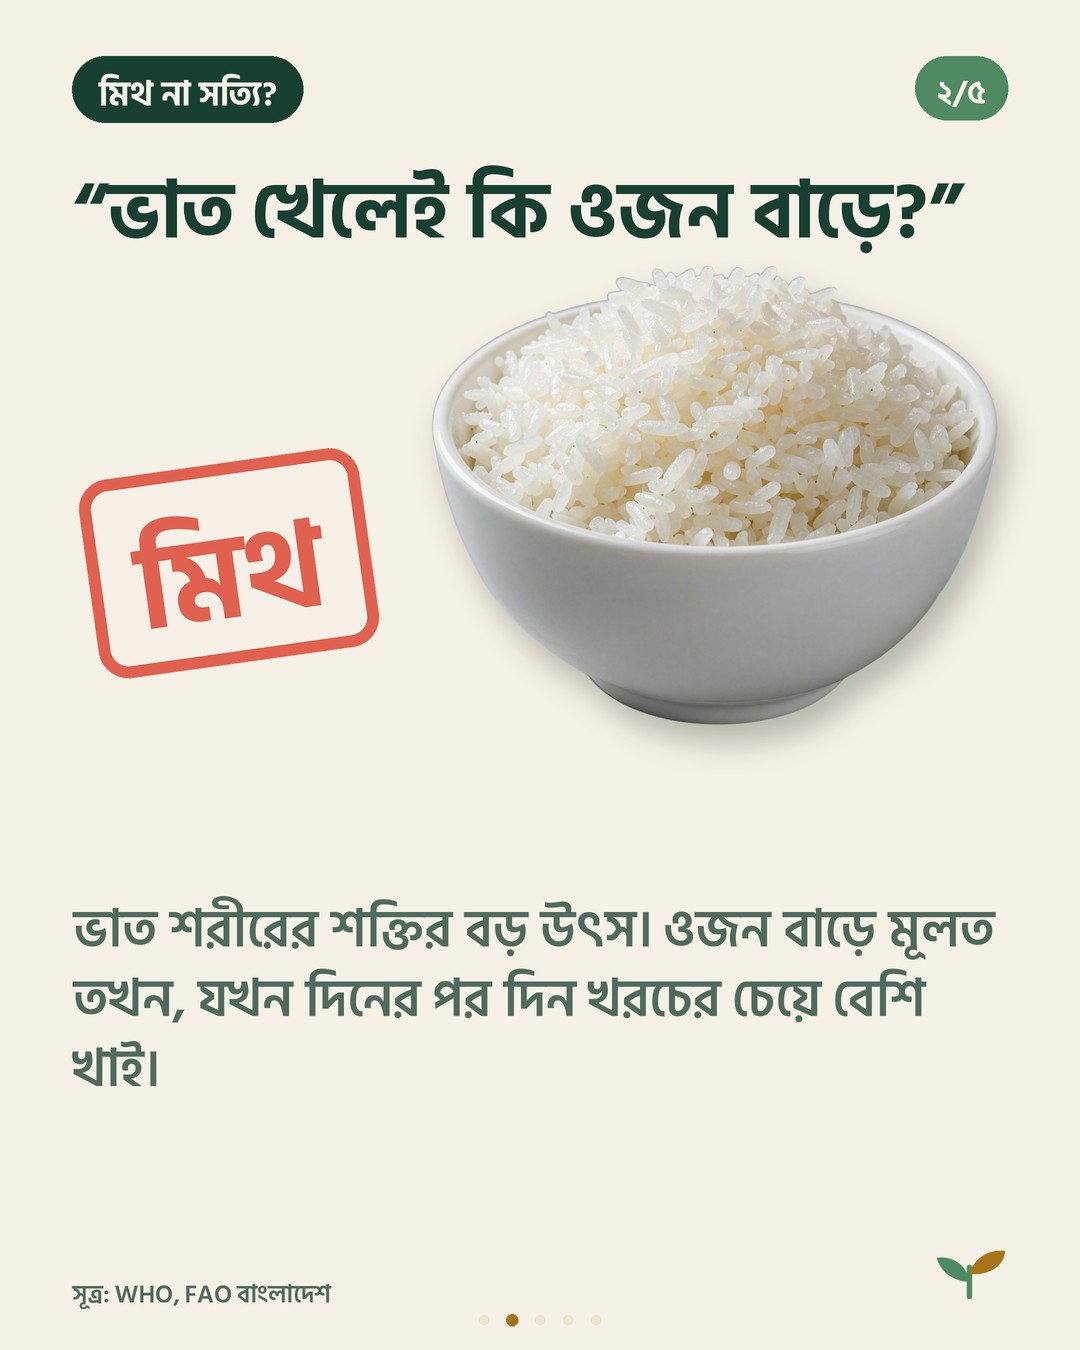 মিথ না সত্যি?
২/৫
“ভাত খেলেই কি ওজন বাড়ে?”
মিথ
ভাত শরীরের শক্তির বড় উৎস। ওজন বাড়ে মূলত
তখন, যখন দিনের পর দিন খরচের চেয়ে বেশি
খাই।
সূত্র: WHO, FAO বাংলাদেশ